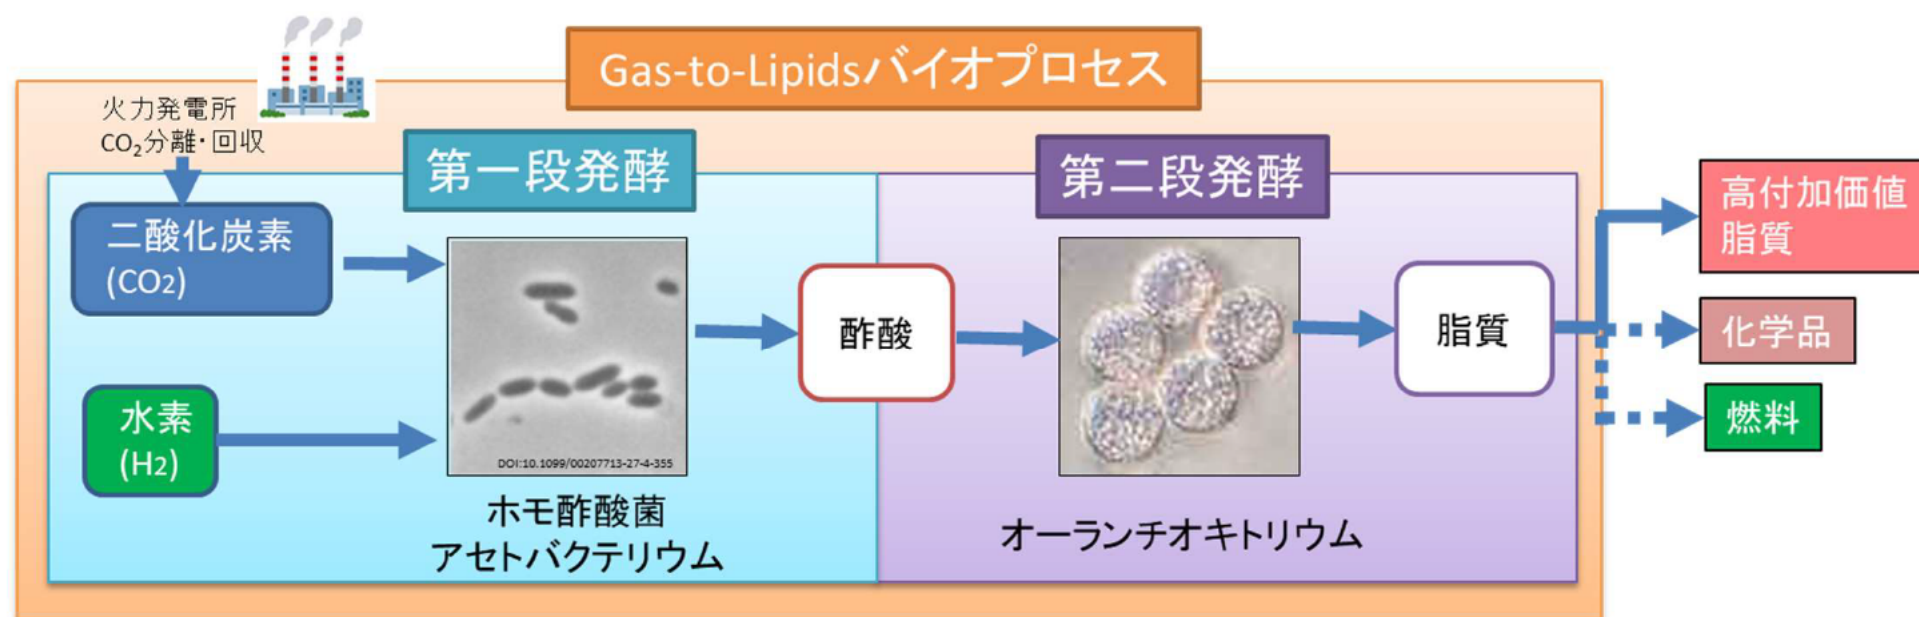 Gas-to-Lipidsバイオプロセス
火力発電所
CO2分離・回収
第一段発酵
二酸化炭素
(CO2)
水素
(H2)
DOI:10.1099/00207713-27-4-355
ホモ酢酸菌
アセトバクテリウム
酢酸
第二段発酵
オーランチオキトリウム
脂質
高付加価値
脂質
化学品
燃料